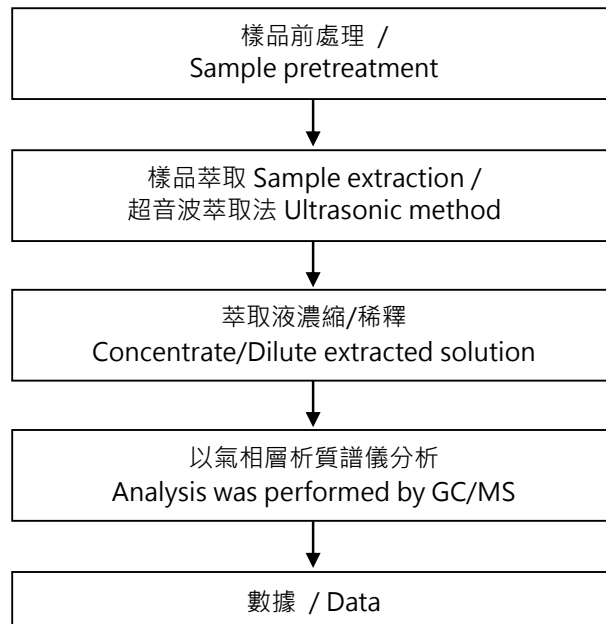 樣品前處理 /
Sample pretreatment
樣品萃取 Sample extraction /
超音波萃取法 Ultrasonic method
萃取液濃縮/稀釋
Concentrate/Dilute extracted solution
以氣相層析質譜儀分析
Analysis was performed by GC/MS
數據 / Data